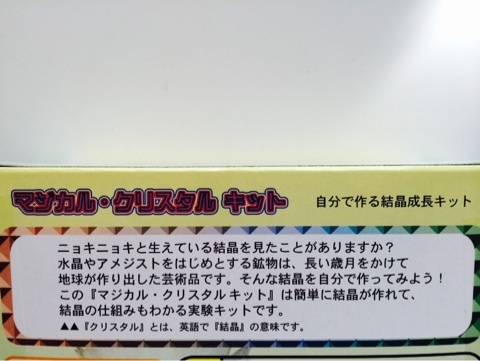 マジカル・クリスタル キット 自分で作る結晶成長キット
ニョキニョキと生えている結晶を見たことがありますか？
水晶やアメジストをはじめとする鉱物は、長い歳月をかけて
地球が作り出した芸術品です。そんな結晶を自分で作ってみよう！
この『マジカル・クリスタルキット』は簡単に結晶が作れて、
結晶の仕組みもわかる実験キットです。
▲▲『クリスタル』とは、英語で『結晶』の意味です。